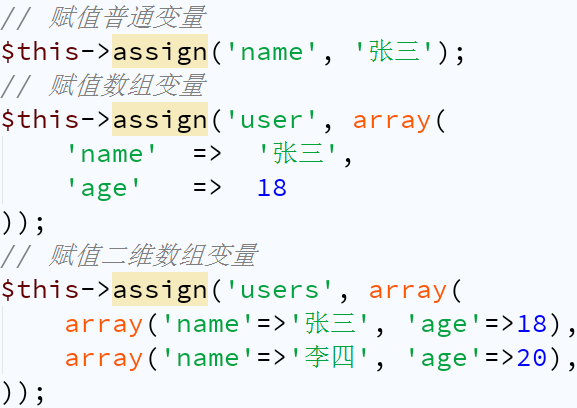 // 赋值普通变量
$this->assign('name', '张三');
// 赋值数组变量
$this->assign('user', array(
    'name'  =>  '张三',
    'age'   =>  18
));
// 赋值二维数组变量
$this->assign('users', array(
    array('name'=>'张三', 'age'=>18),
    array('name'=>'李四', 'age'=>20),
));